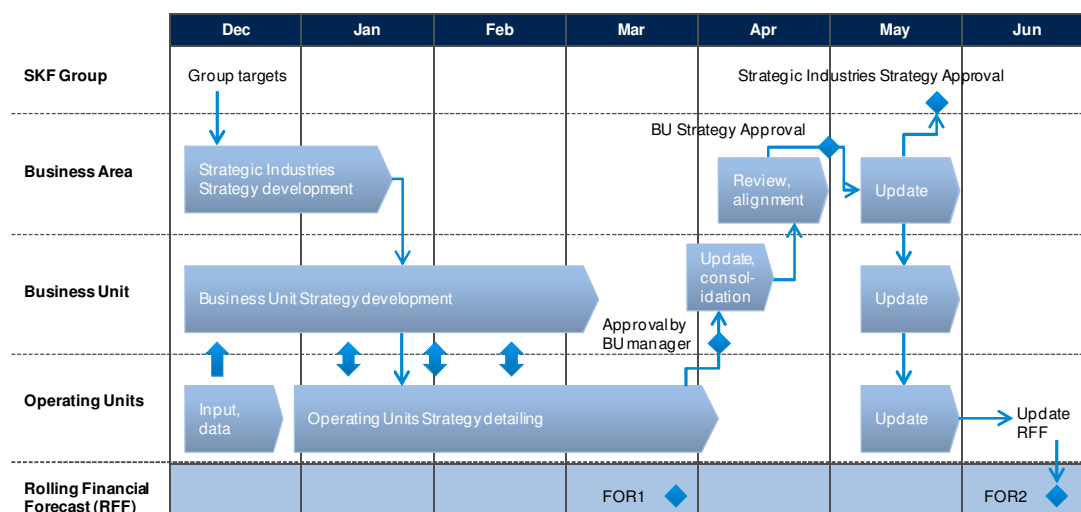 Dec Jan Feb Mar Apr May Jun
SKF Group
Group targets
Strategic Industries Strategy Approval
BU Strategy Approval
Business Area
Strategic Industries
Strategy development
Review,
alignment
Update
Business Unit
Business Unit Strategy development
Update,
consol-
idation
Update
Approval by
BU manager
Operating Units
Input,
data
Operating Units Strategy detailing
Update
Update
RFF
Rolling Financial
Forecast (RFF)
FOR1
FOR2